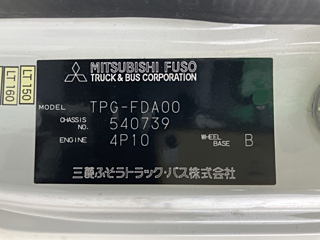 LT150
LT160
MITSUBISHI FUSO
TRUCK & BUS CORPORATION
MODEL TPG-FDA00
CHASSIS NO. 540739
ENGINE 4P10 WHEEL BASE B
三菱ふそうトラック・バス株式会社